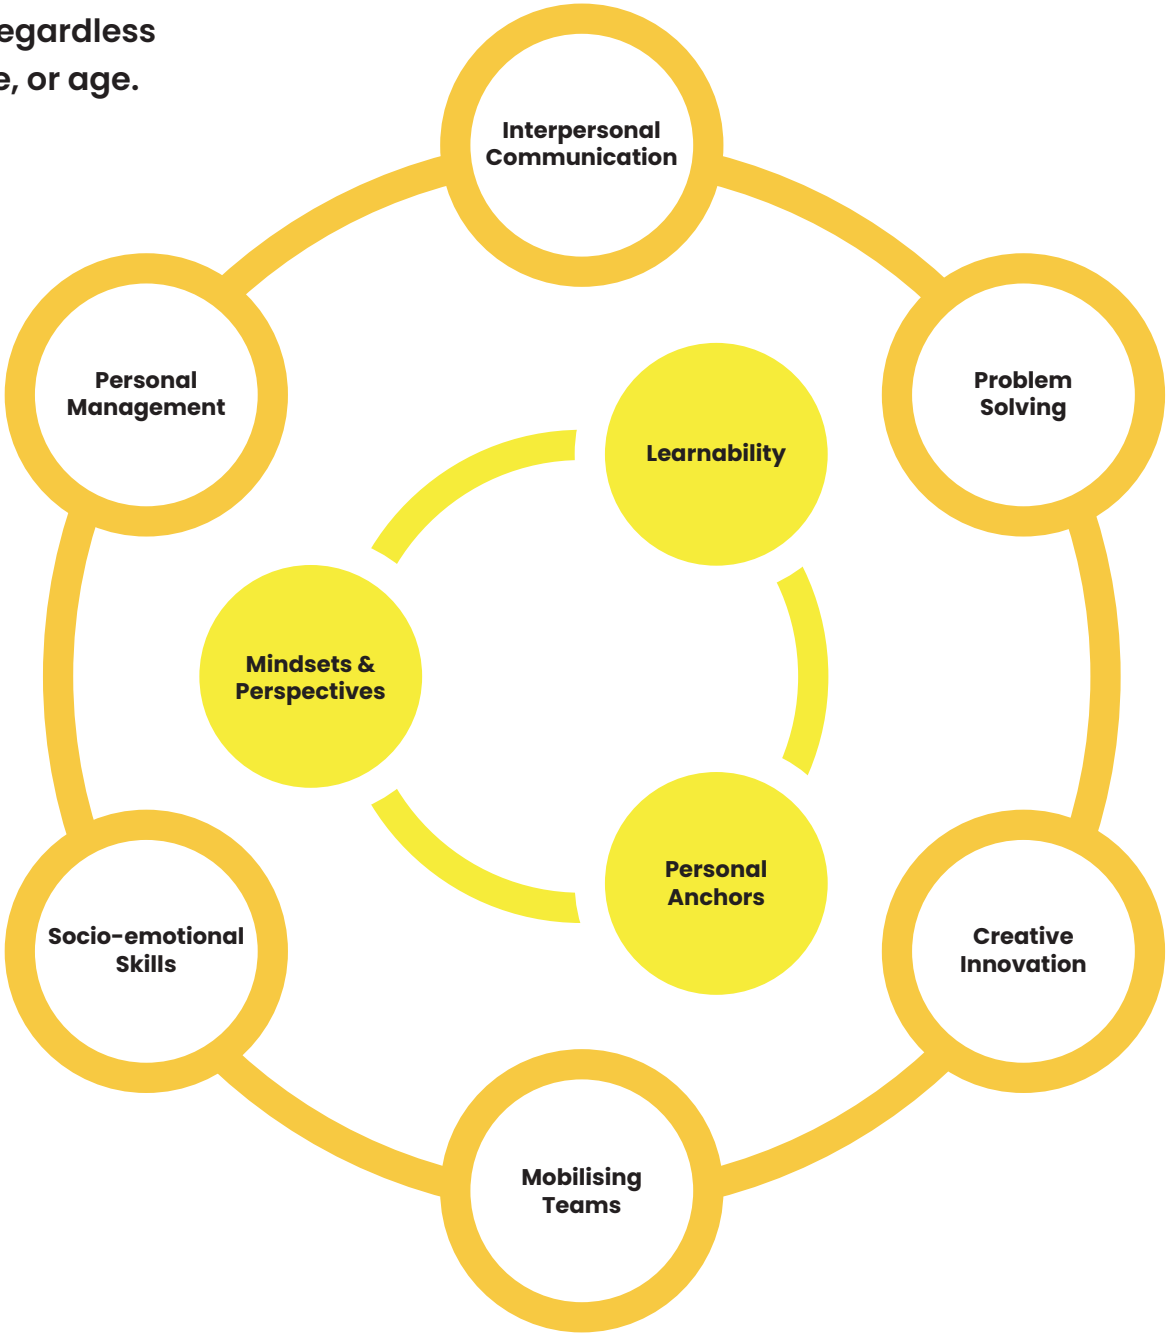 egardless
e, or age.
Interpersonal
Communication
Personal
Management
Problem
Solving
Learnability
Mindsets &
Perspectives
Personal
Anchors
Socio-emotional
Skills
Creative
Innovation
Mobilising
Teams